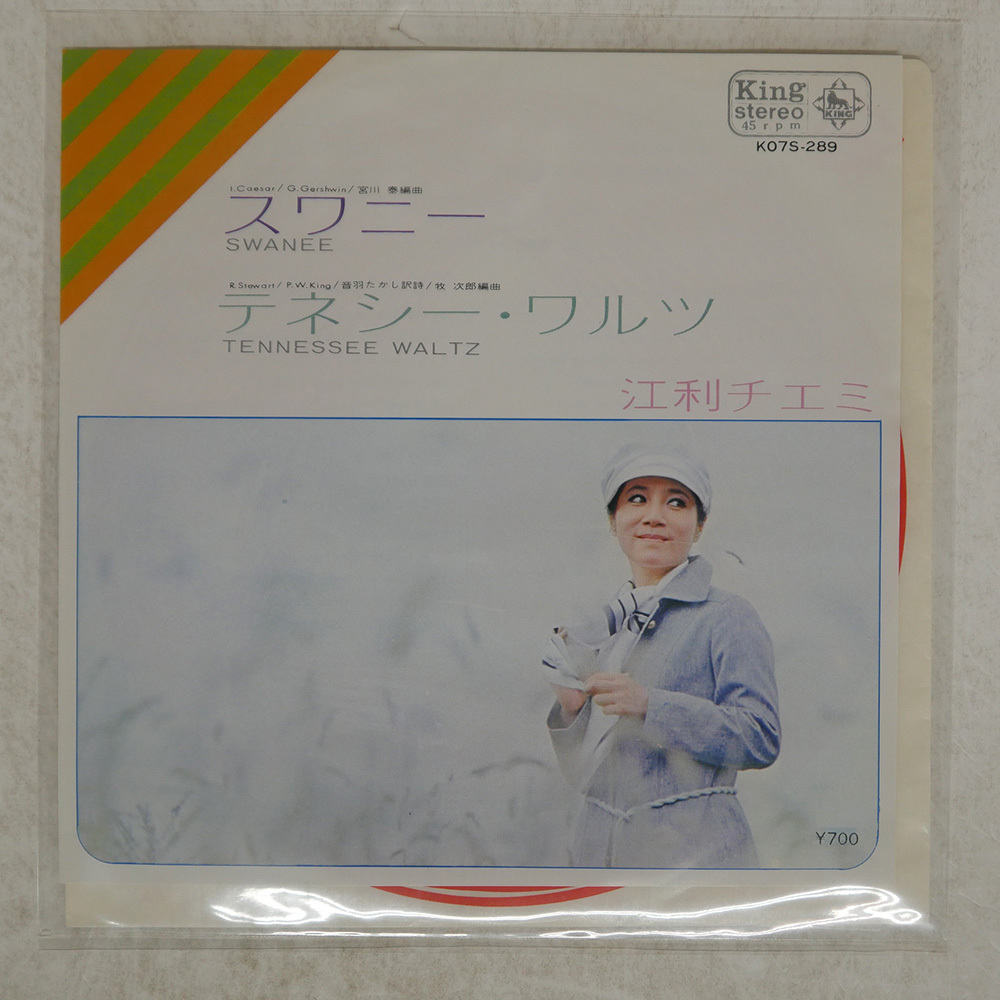 King
stereo
45 rpm
KING
K07S-289
I.Caesar/G.Gershwin/宮川 泰編曲
スワニー
SWANEE
R.Stewart/P.W.King/音羽たかし訳詩/牧 次郎編曲
テネシー・ワルツ
TENNESSEE WALTZ
江利チエミ
Y700